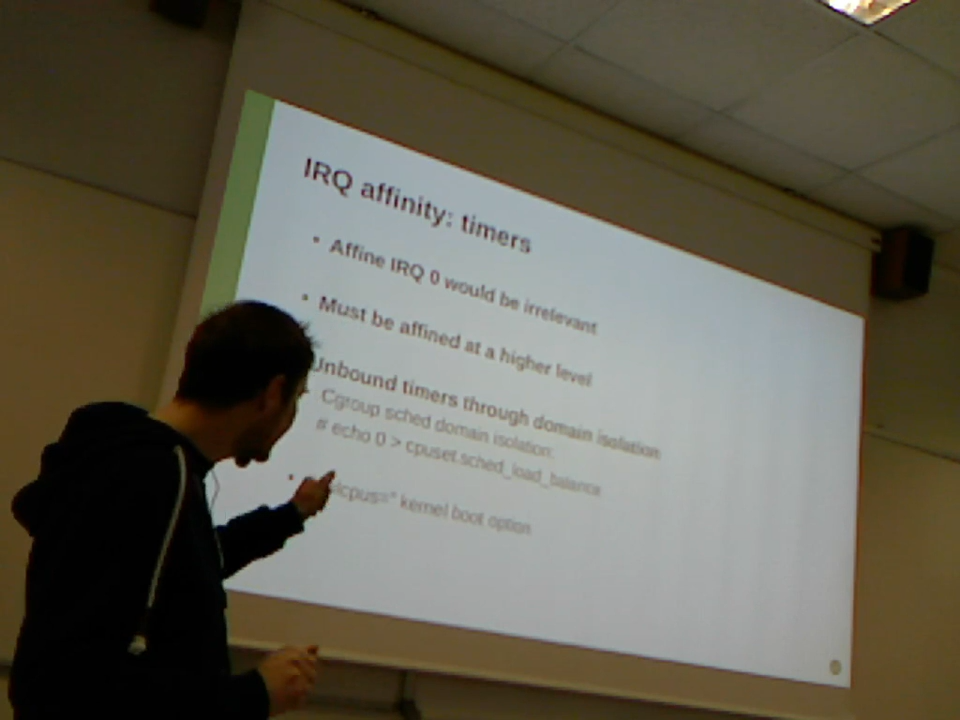 IRQ affinity: timers
Affine IRQ 0 would be irrelevant
Must be affined at a higher level
Unbound timers through domain isolation
Cgroup sched domain isolation:
# echo 0 > cpuset.sched_load_balance
kernel boot option